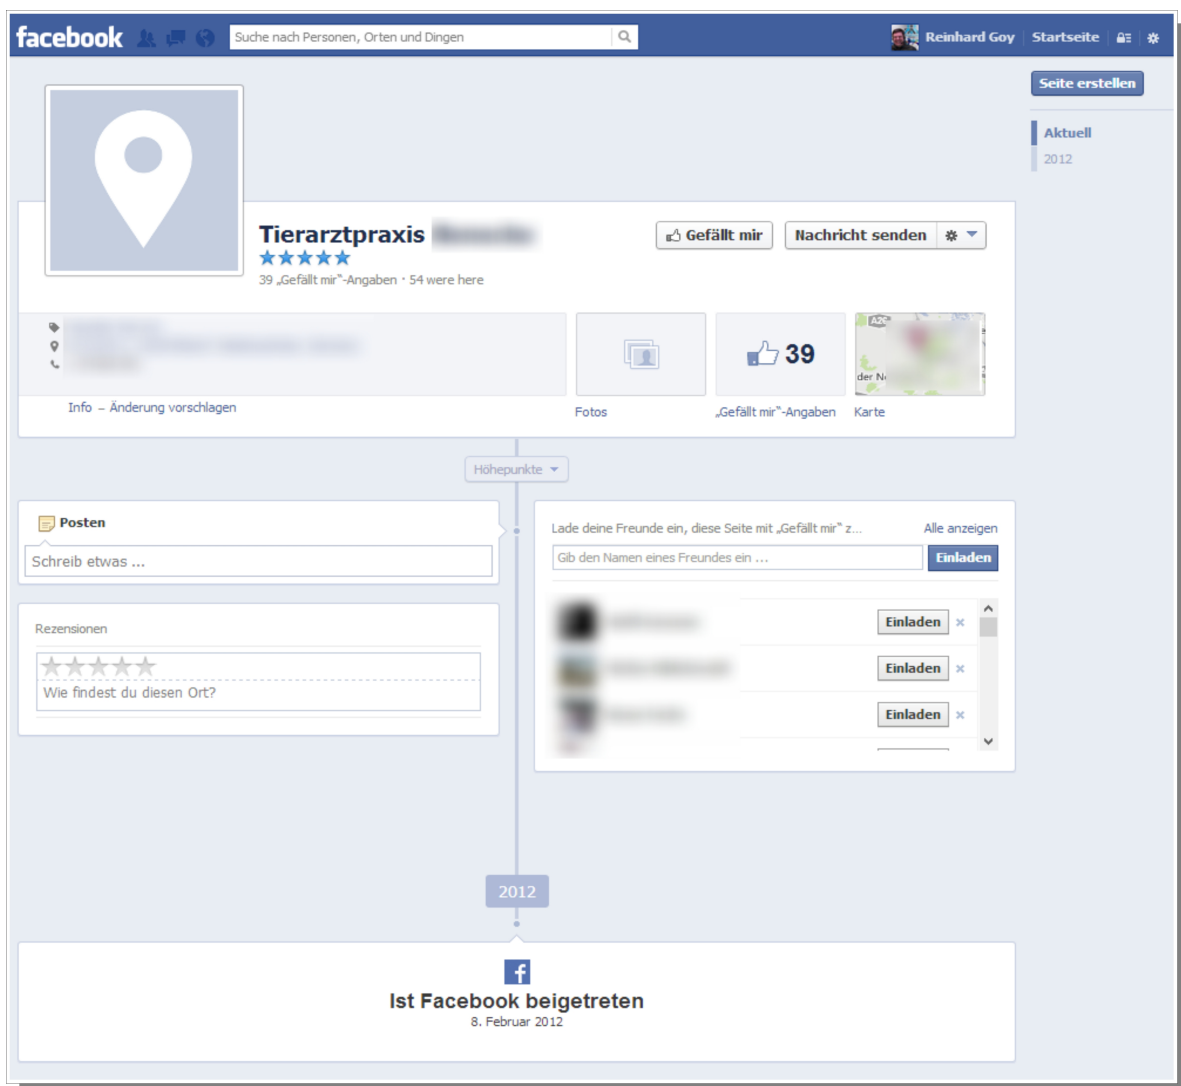 facebook
Suche nach Personen, Orten und Dingen
Reinhard Goy
Startseite
Seite erstellen
Aktuell
2012
Tierarztpraxis
Gefällt mir
Nachricht senden
39 „Gefällt mir“-Angaben · 54 were here
39
A20
der N
Info – Änderung vorschlagen
Fotos
„Gefällt mir“-Angaben
Karte
Höhepunkte
Posten
Schreib etwas ...
Lade deine Freunde ein, diese Seite mit „Gefällt mir“ z...
Alle anzeigen
Gib den Namen eines Freundes ein ...
Einladen
Rezensionen
Wie findest du diesen Ort?
Einladen
Einladen
Einladen
2012
Ist Facebook beigetreten
8. Februar 2012